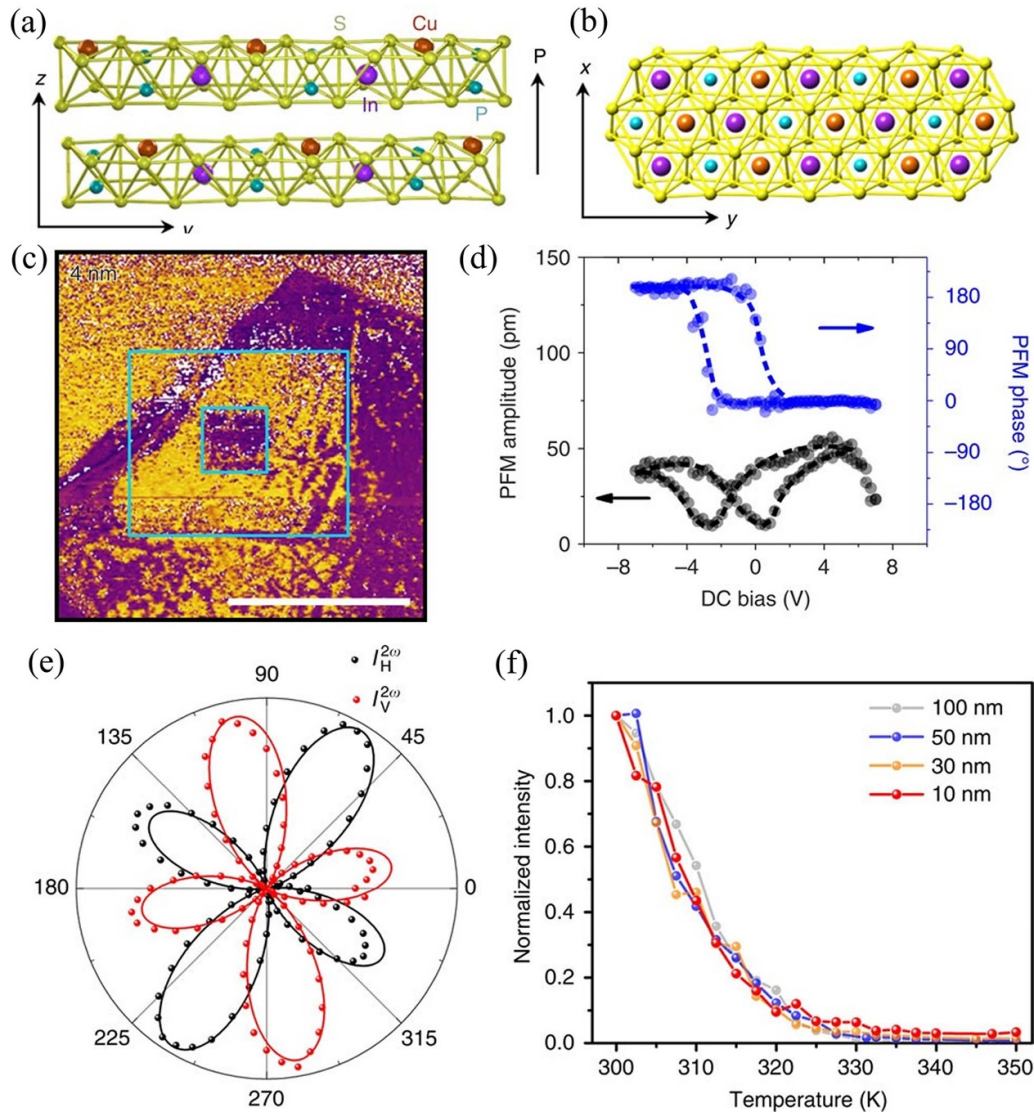 (a)
S
Cu
z
In
P
y
P
(b)
x
y
(c)
4 nm
(d)
150
100
50
0
PFM amplitude (pm)
−8
−4
0
4
8
DC bias (V)
180
90
0
−90
−180
PFM phase (°)
(e)
I_H^{2ω}
I_V^{2ω}
90
135
45
180
0
225
315
270
(f)
1.0
0.8
0.6
0.4
0.2
0.0
Normalized intensity
100 nm
50 nm
30 nm
10 nm
300
310
320
330
340
350
Temperature (K)